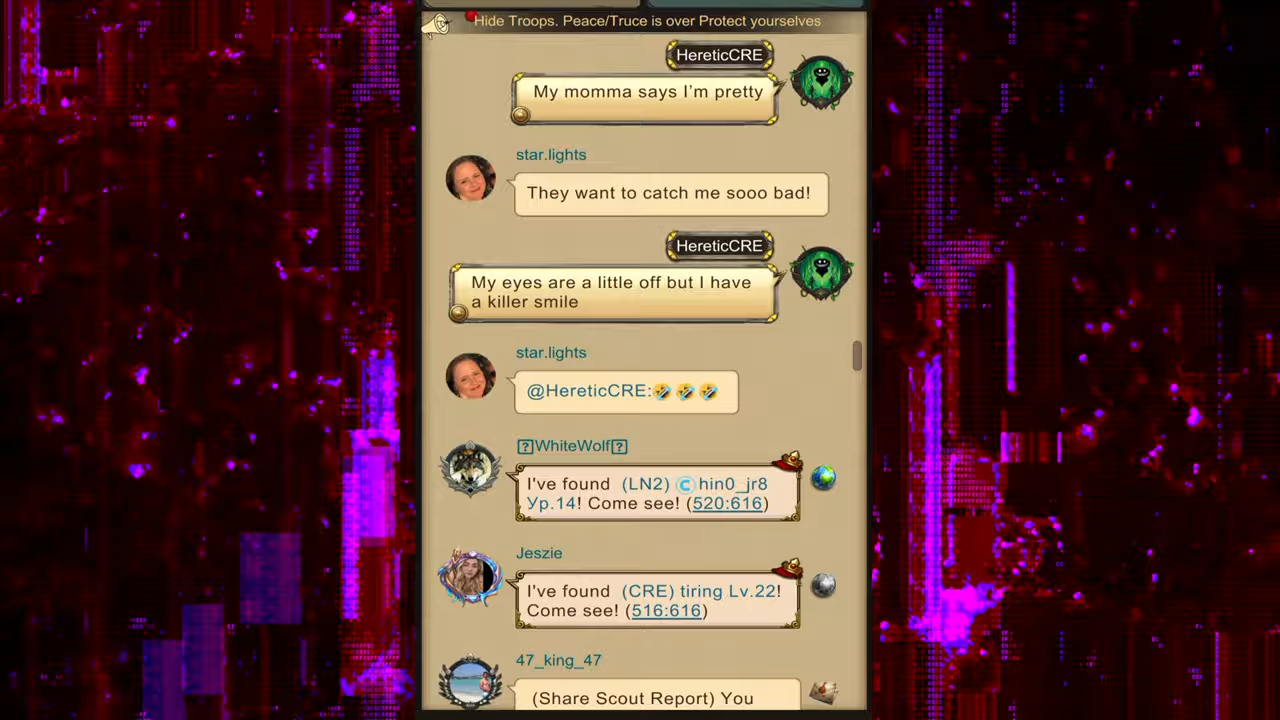 Hide Troops. Peace/Truce is over Protect yourselves
HereticCRE
My momma says I'm pretty
star.lights
They want to catch me sooo bad!
HereticCRE
My eyes are a little off but I have
a killer smile
star.lights
@HereticCRE:🤣🤣🤣
WhiteWolf
I've found (LN2) ©hin0_jr8
Ур.14! Come see! (520:616)
Jeszie
I've found (CRE) tiring Lv.22!
Come see! (516:616)
47_king_47
(Share Scout Report) You